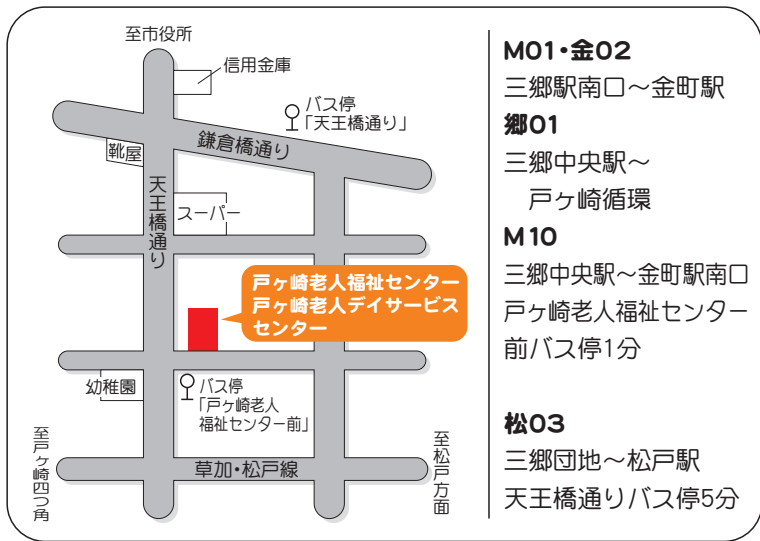 至市役所
信用金庫
バス停
「天王橋通り」
鎌倉橋通り
靴屋
天王橋通り
スーパー
戸ヶ崎老人福祉センター
戸ヶ崎老人デイサービス
センター
幼稚園
バス停
「戸ヶ崎老人
福祉センター前」
至戸ヶ崎四つ角
草加・松戸線
至松戸方面
M01・金02
三郷駅南口～金町駅
郷01
三郷中央駅～
戸ヶ崎循環
M10
三郷中央駅～金町駅南口
戸ヶ崎老人福祉センター
前バス停1分
松03
三郷団地～松戸駅
天王橋通りバス停5分